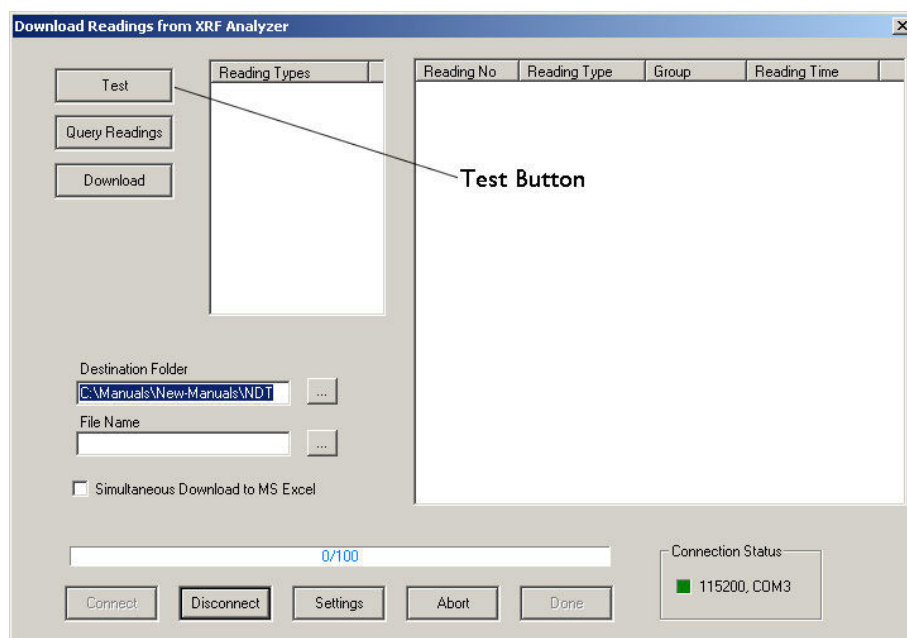 Download Readings from XRF Analyzer
Test
Query Readings
Download
Reading Types
Reading No Reading Type Group Reading Time
Test Button
Destination Folder
C:\Manuals\New-Manuals\NDT
...
File Name
...
Simultaneous Download to MS Excel
0/100
Connect Disconnect Settings Abort Done
Connection Status
115200, COM3